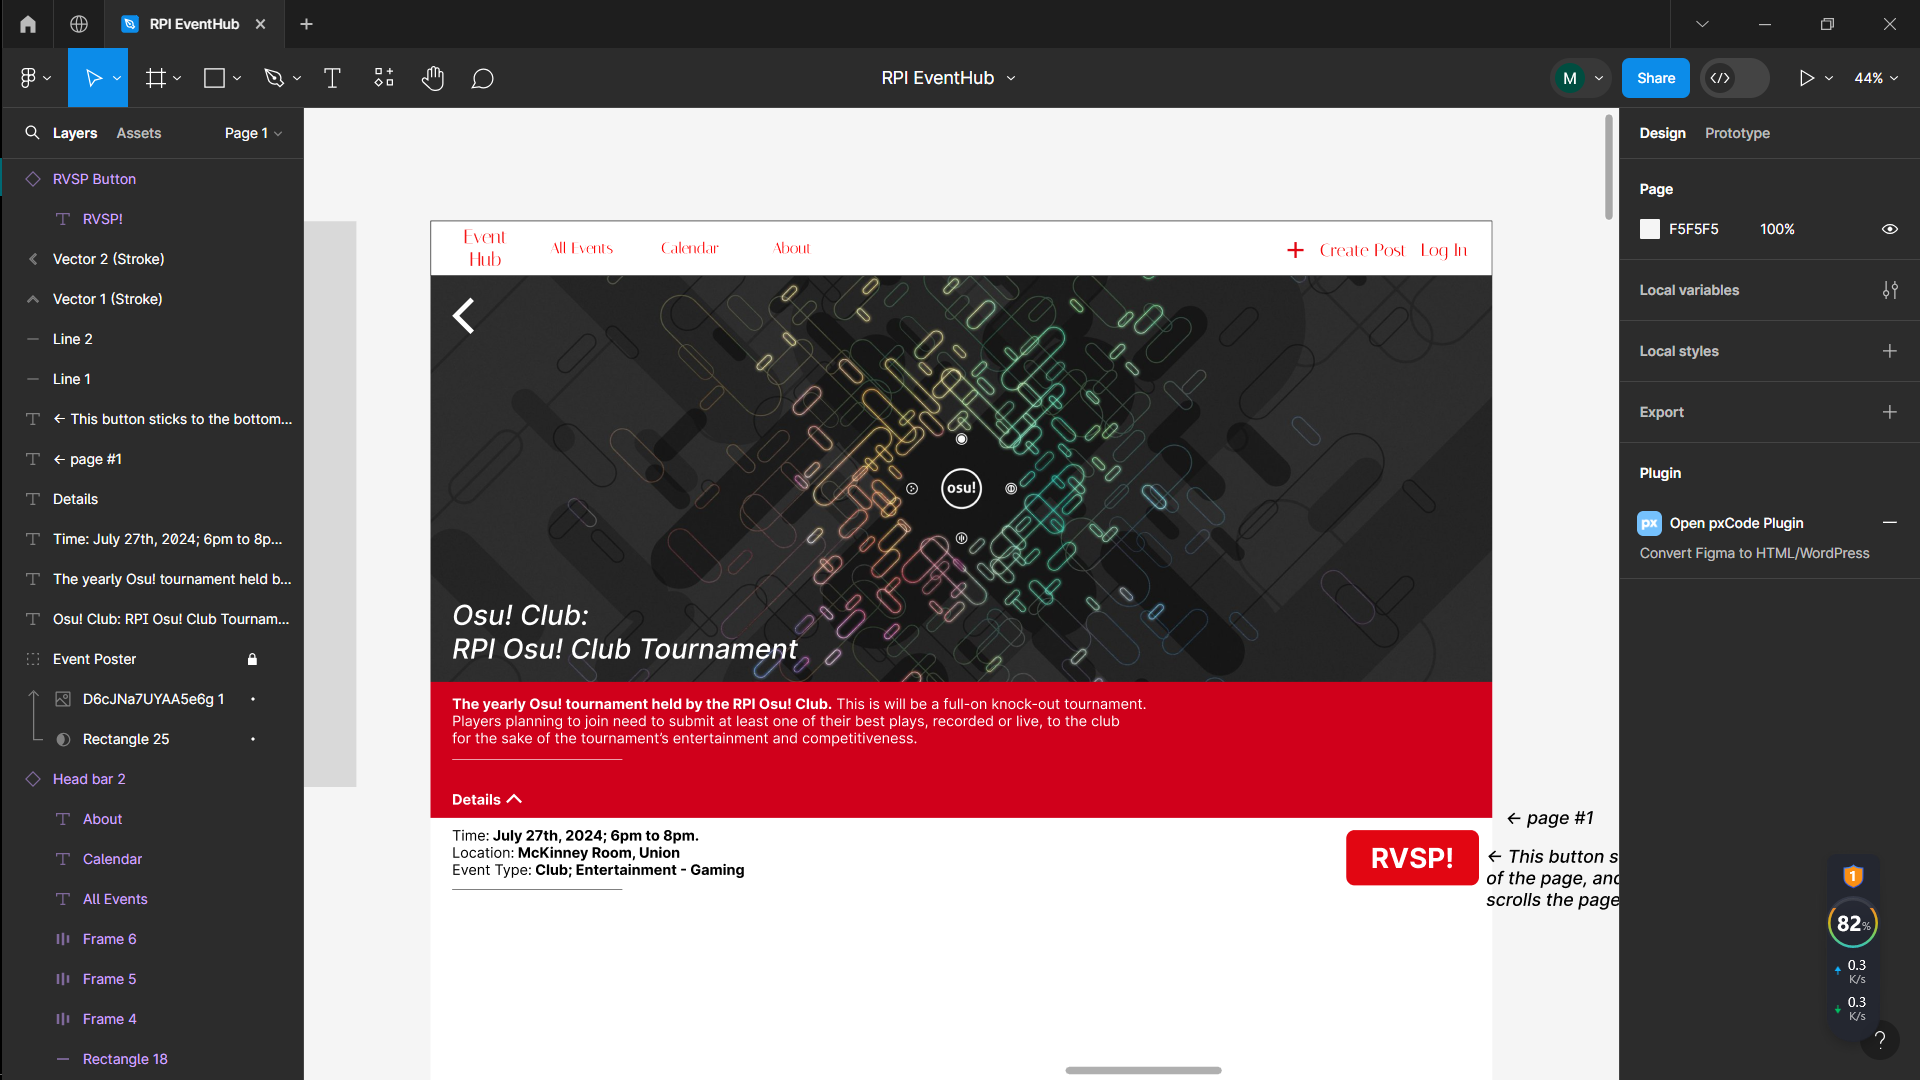 RPI EventHub
RPI EventHub
M
Share
44%
Layers
Assets
Page 1
RVSP Button
RVSP!
Vector 2 (Stroke)
Vector 1 (Stroke)
Line 2
Line 1
← This button sticks to the bottom...
← page #1
Details
Time: July 27th, 2024; 6pm to 8p...
The yearly Osu! tournament held b...
Osu! Club: RPI Osu! Club Tournam...
Event Poster
D6cJNa7UYAA5e6g 1
Rectangle 25
Head bar 2
About
Calendar
All Events
Frame 6
Frame 5
Frame 4
Rectangle 18
Event
Hub
All Events
Calendar
About
+ Create Post
Log In
osu!
Osu! Club:
RPI Osu! Club Tournament
The yearly Osu! tournament held by the RPI Osu! Club. This is will be a full-on knock-out tournament.
Players planning to join need to submit at least one of their best plays, recorded or live, to the club
for the sake of the tournament's entertainment and competitiveness.
Details
Time: July 27th, 2024; 6pm to 8pm.
Location: McKinney Room, Union
Event Type: Club; Entertainment - Gaming
RVSP!
← page #1
← This button s
of the page, and
scrolls the page
Design
Prototype
Page
F5F5F5
100%
Local variables
Local styles
Export
Plugin
px
Open pxCode Plugin
Convert Figma to HTML/WordPress
1
82%
0.3
K/s
0.3
K/s
?